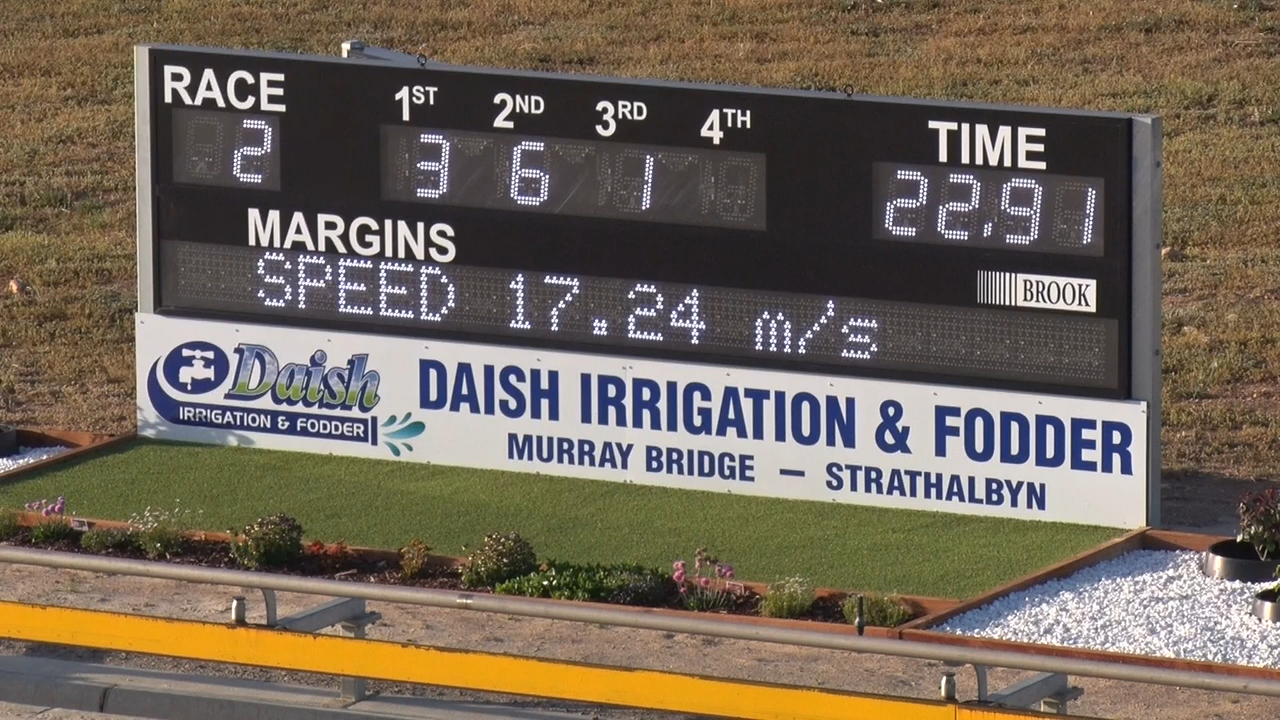 RACE 1ST 2ND 3RD 4TH TIME
2 3 6 1 22.91
MARGINS
BROOK
SPEED 17.24 m/s
Daish
IRRIGATION & FODDER
DAISH IRRIGATION & FODDER
MURRAY BRIDGE – STRATHALBYN